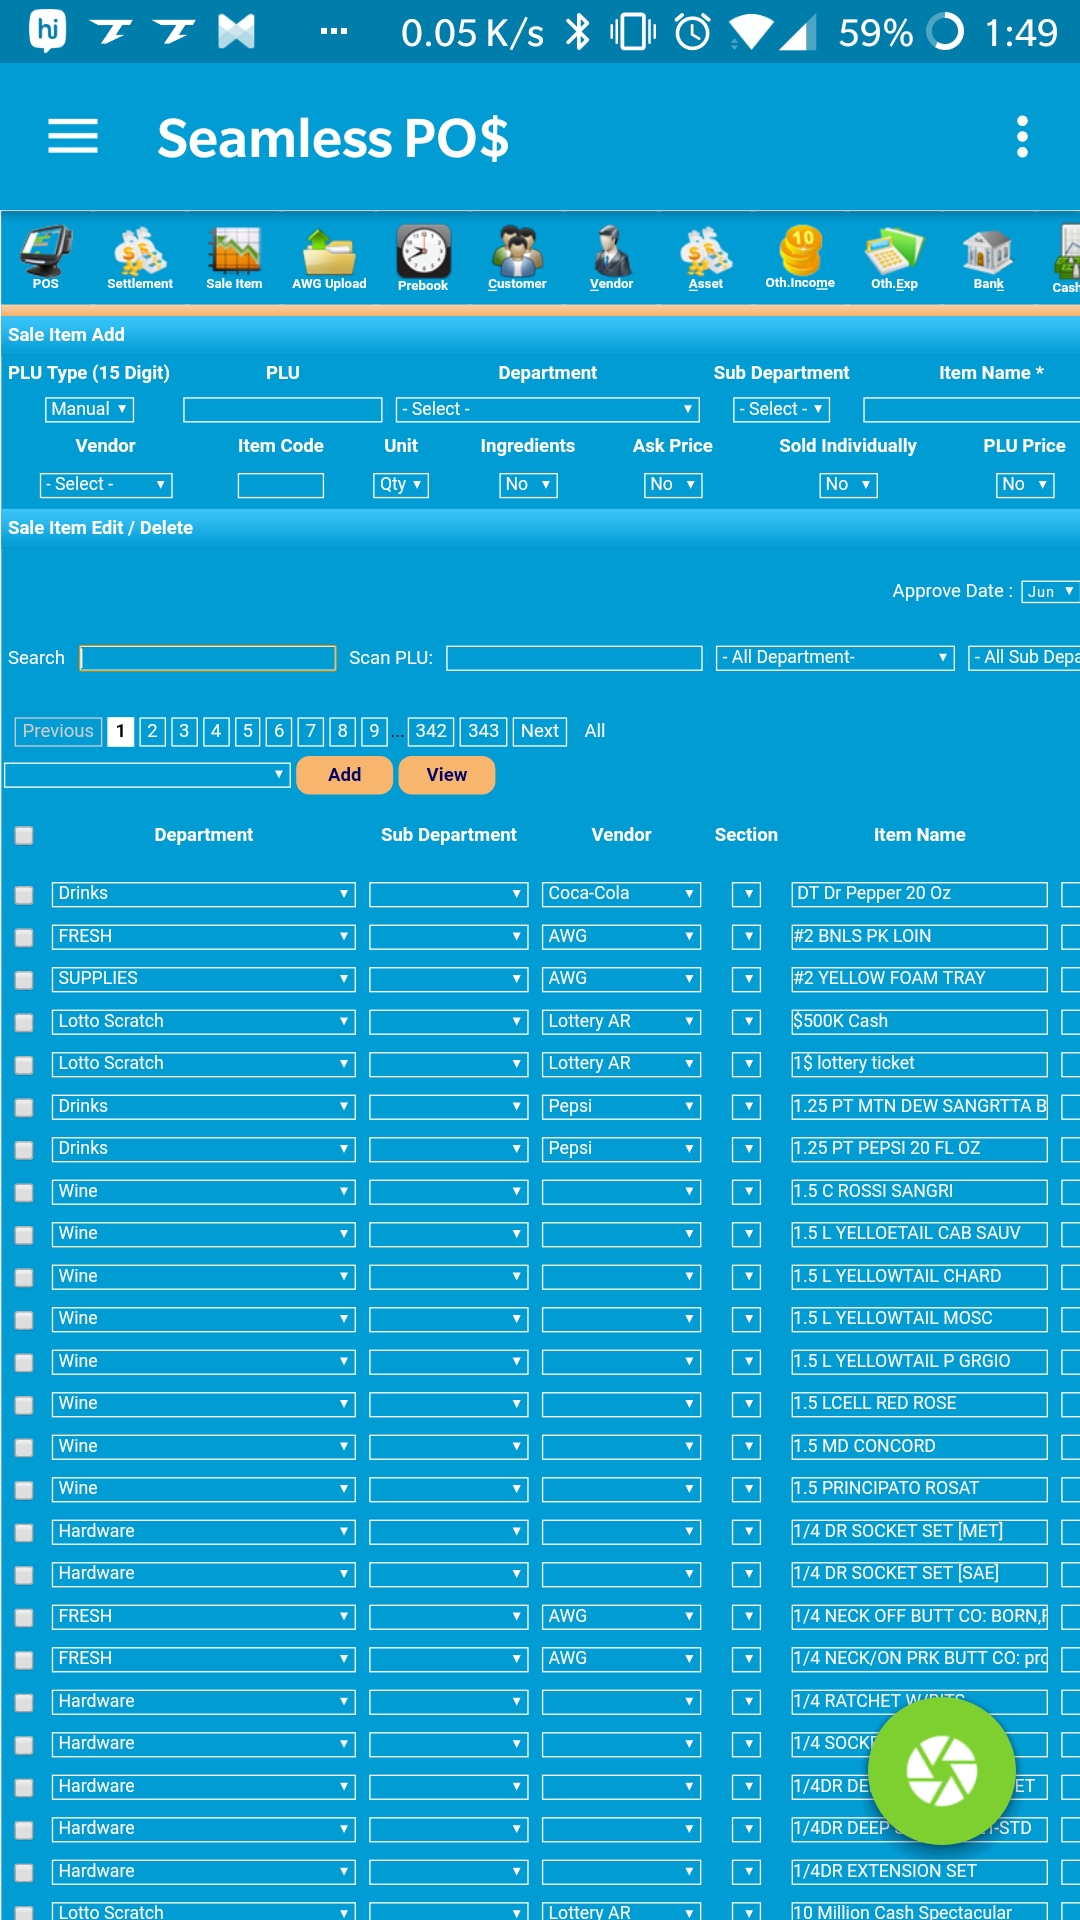 hi ... 0.05 K/s 59% 1:49
Seamless PO$
POS Settlement Sale Item AWG Upload Prebook Customer Vendor Asset Oth.Income Oth.Exp Bank Cash
Sale Item Add
PLU Type (15 Digit) PLU Department Sub Department Item Name *
Manual - Select - - Select -
Vendor Item Code Unit Ingredients Ask Price Sold Individually PLU Price
- Select - Qty No No No No
Sale Item Edit / Delete
Approve Date : Jun
Search Scan PLU: - All Department- - All Sub Depa
Previous 1 2 3 4 5 6 7 8 9 ... 342 343 Next All
Add View
Department Sub Department Vendor Section Item Name
Drinks Coca-Cola DT Dr Pepper 20 Oz
FRESH AWG #2 BNLS PK LOIN
SUPPLIES AWG #2 YELLOW FOAM TRAY
Lotto Scratch Lottery AR $500K Cash
Lotto Scratch Lottery AR 1$ lottery ticket
Drinks Pepsi 1.25 PT MTN DEW SANGRTTA B
Drinks Pepsi 1.25 PT PEPSI 20 FL OZ
Wine 1.5 C ROSSI SANGRI
Wine 1.5 L YELLOETAIL CAB SAUV
Wine 1.5 L YELLOWTAIL CHARD
Wine 1.5 L YELLOWTAIL MOSC
Wine 1.5 L YELLOWTAIL P GRGIO
Wine 1.5 LCELL RED ROSE
Wine 1.5 MD CONCORD
Wine 1.5 PRINCIPATO ROSAT
Hardware 1/4 DR SOCKET SET [MET]
Hardware 1/4 DR SOCKET SET [SAE]
FRESH AWG 1/4 NECK OFF BUTT CO: BORN,F
FRESH AWG 1/4 NECK/ON PRK BUTT CO: pro
Hardware 1/4 RATCHET W/BITS
Hardware 1/4 SOCK
Hardware 1/4DR DE ET
Hardware 1/4DR DEEP T-STD
Hardware 1/4DR EXTENSION SET
Lotto Scratch Lottery AR 10 Million Cash Spectacular